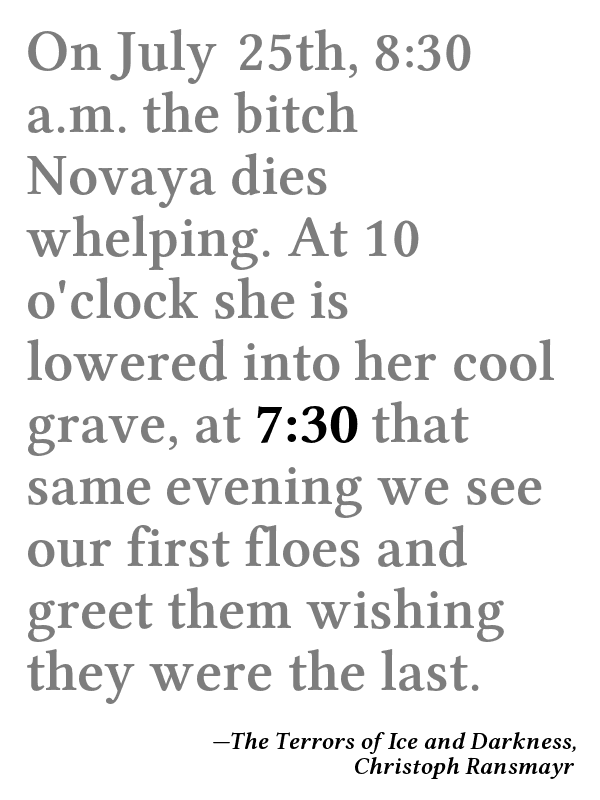 On July 25th, 8:30
a.m. the bitch
Novaya dies
whelping. At 10
o'clock she is
lowered into her cool
grave, at 7:30 that
same evening we see
our first floes and
greet them wishing
they were the last.
—The Terrors of Ice and Darkness,
Christoph Ransmayr